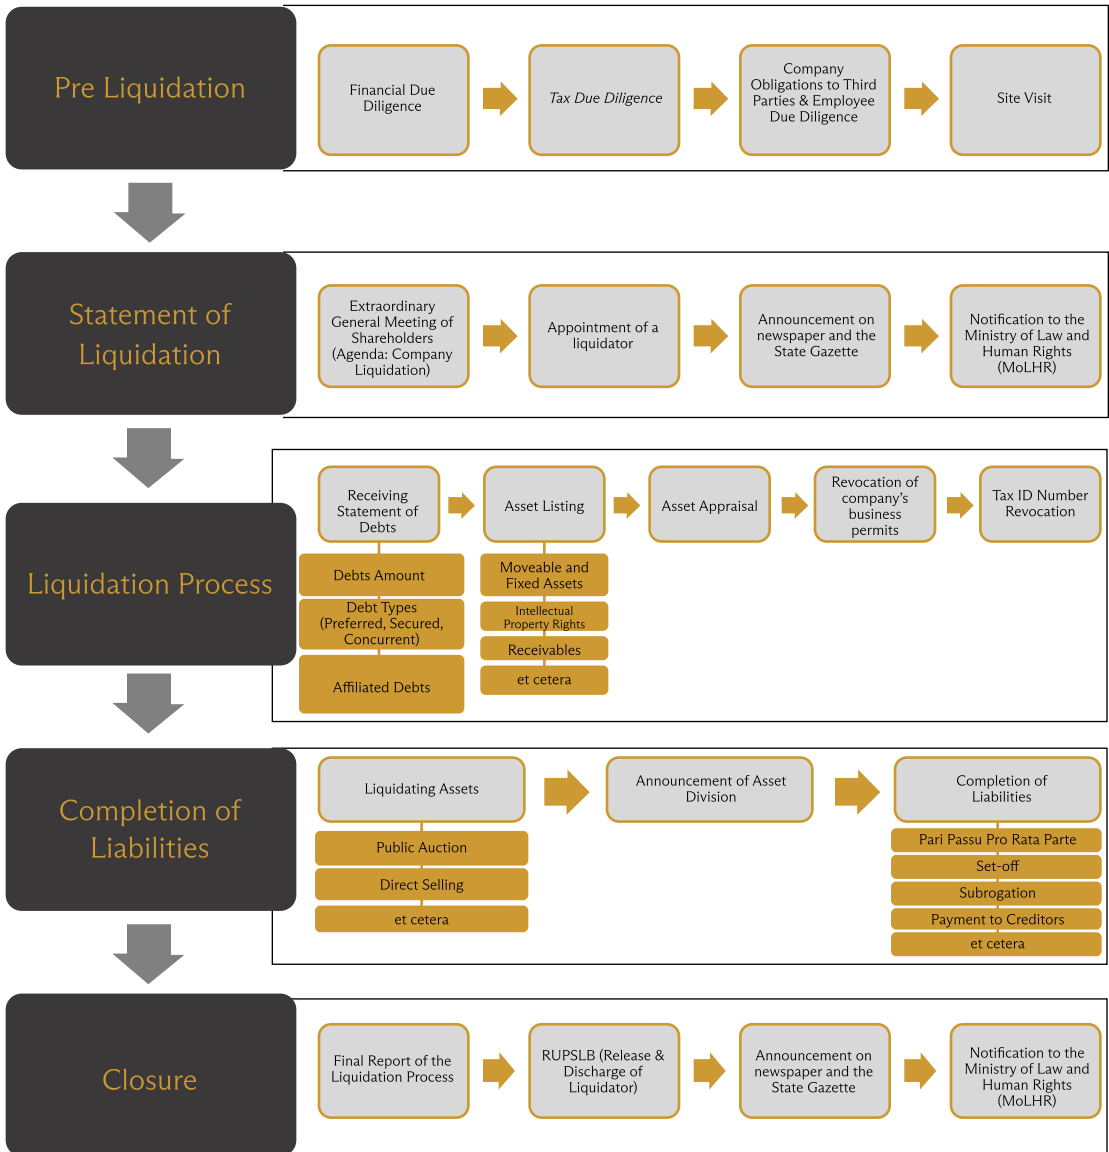 Pre Liquidation
Financial Due
Diligence
Tax Due Diligence
Company
Obligations to Third
Parties & Employee
Due Diligence
Site Visit
Statement of
Liquidation
Extraordinary
General Meeting of
Shareholders
(Agenda: Company
Liquidation)
Appointment of a
liquidator
Announcement on
newspaper and the
State Gazette
Notification to the
Ministry of Law and
Human Rights
(MoLHR)
Liquidation Process
Receiving
Statement of
Debts
Debts Amount
Debt Types
(Preferred, Secured,
Concurrent)
Affiliated Debts
Asset Listing
Moveable and
Fixed Assets
Intellectual
Property Rights
Receivables
et cetera
Asset Appraisal
Revocation of
company's
business
permits
Tax ID Number
Revocation
Completion of
Liabilities
Liquidating Assets
Public Auction
Direct Selling
et cetera
Announcement of Asset
Division
Completion of
Liabilities
Pari Passu Pro Rata Parte
Set-off
Subrogation
Payment to Creditors
et cetera
Closure
Final Report of the
Liquidation Process
RUPSLB (Release &
Discharge of
Liquidator)
Announcement on
newspaper and the
State Gazette
Notification to the
Ministry of Law and
Human Rights
(MoLHR)